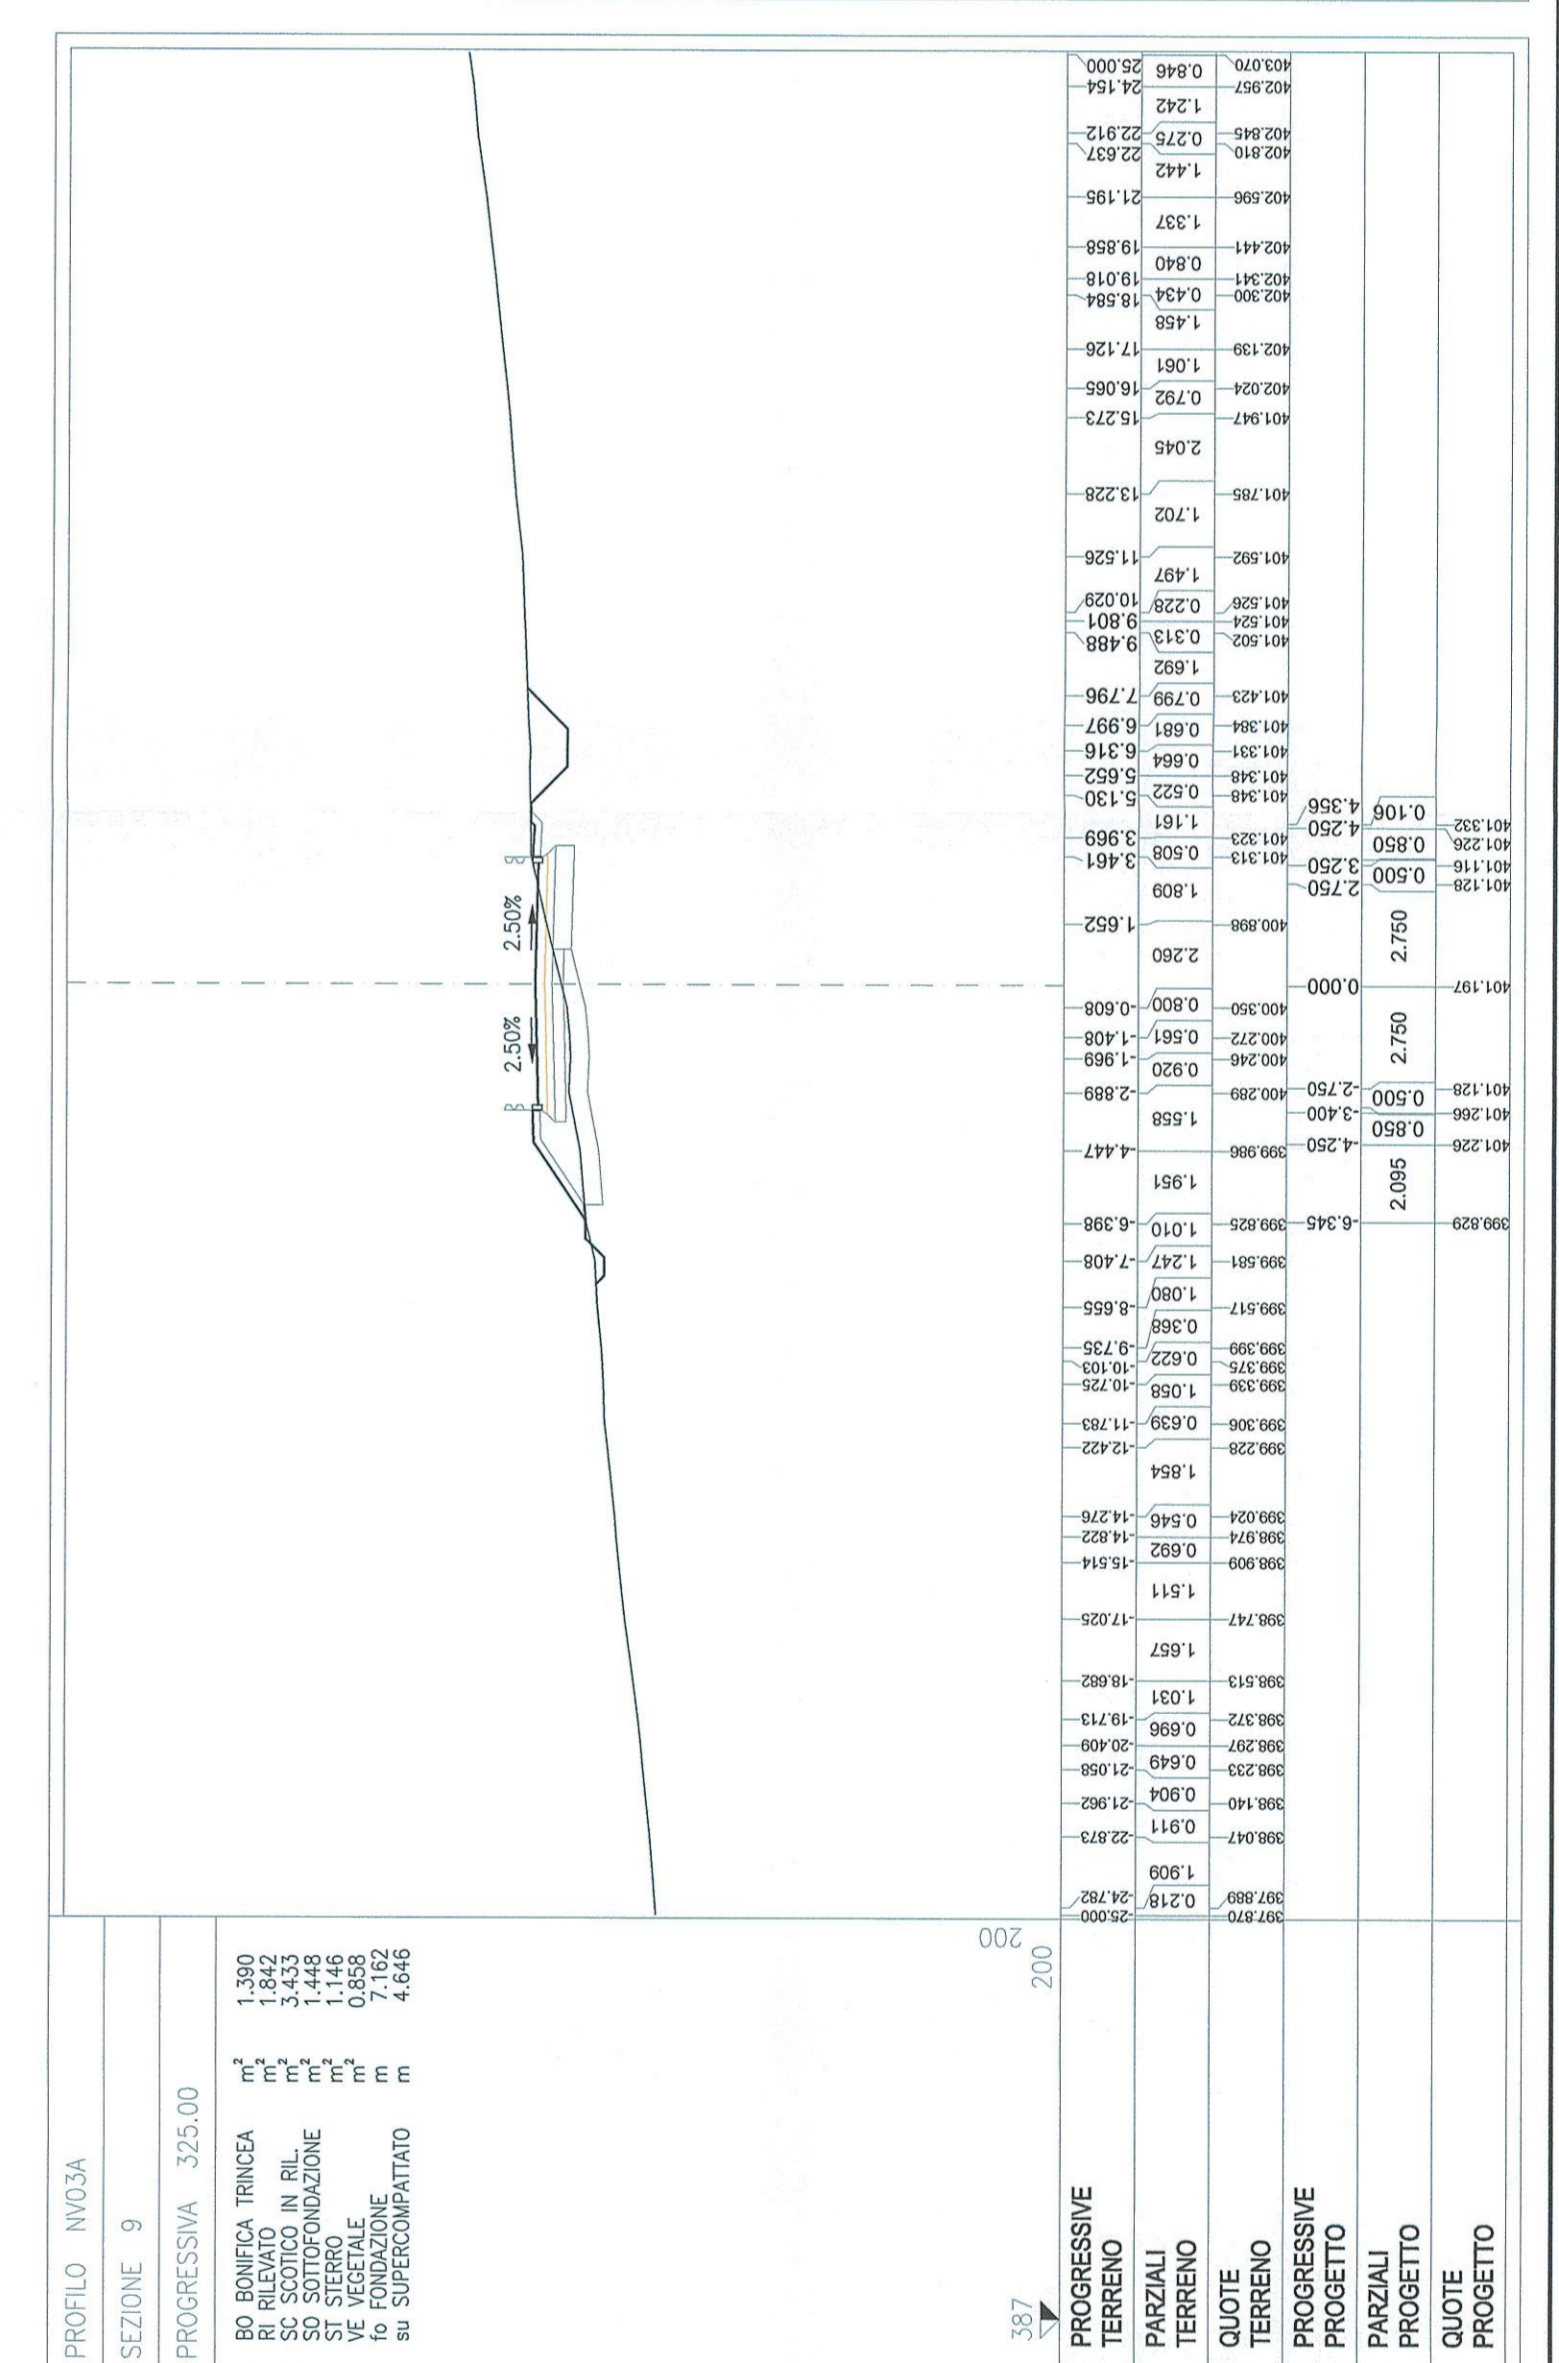 PROFILO NV03A
SEZIONE 9
PROGRESSIVA 325.00
BO BONIFICA TRINCEA m² 1.390
RI RILEVATO m² 1.842
SC SCOTICO IN RIL. m² 3.433
SO SOTTOFONDAZIONE m² 1.448
ST STERRO m² 1.146
VE VEGETALE m² 0.858
fo FONDAZIONE m 7.162
su SUPERCOMPATTATO m 4.646
2.50% 2.50%
200
200
387
PROGRESSIVE TERRENO
-25.000 -24.782 -22.873 -21.962 -21.058 -20.409 -19.713 -18.682 -17.025 -15.514 -14.822 -14.276 -12.422 -11.783 -10.725 -10.103 -9.735 -8.655 -7.408 -6.398 -4.447 -2.889 -1.969 -1.408 -0.608 1.652 3.461 3.969 5.130 5.652 6.316 6.997 7.796 9.488 9.801 10.029 11.526 13.228 15.273 16.065 17.126 18.584 19.018 19.858 21.195 22.637 22.912 24.154 25.000
PARZIALI TERRENO
0.218 1.909 0.911 0.904 0.649 0.696 1.031 1.657 1.511 0.692 0.546 1.854 0.639 1.058 0.622 0.368 1.080 1.247 1.010 1.951 1.558 0.920 0.561 0.800 2.260 1.809 0.508 1.161 0.522 0.664 0.681 0.799 1.692 0.313 0.228 1.497 1.702 2.045 0.792 1.061 1.458 0.434 0.840 1.337 1.442 0.275 1.242 0.846
QUOTE TERRENO
397.870 397.889 398.047 398.140 398.233 398.297 398.372 398.513 398.747 398.909 398.974 399.024 399.228 399.306 399.339 399.375 399.399 399.517 399.581 399.825 399.986 400.289 400.246 400.272 400.350 400.898 401.313 401.323 401.348 401.348 401.331 401.384 401.423 401.502 401.524 401.526 401.592 401.785 401.947 402.024 402.139 402.300 402.341 402.441 402.596 402.810 402.845 402.957 403.070
PROGRESSIVE PROGETTO
-6.345 -4.250 -3.400 -2.750 0.000 2.750 3.250 4.250 4.356
PARZIALI PROGETTO
2.095 0.850 0.500 2.750 2.750 0.500 0.850 0.106
QUOTE PROGETTO
399.829 401.226 401.266 401.128 401.197 401.128 401.116 401.226 401.332